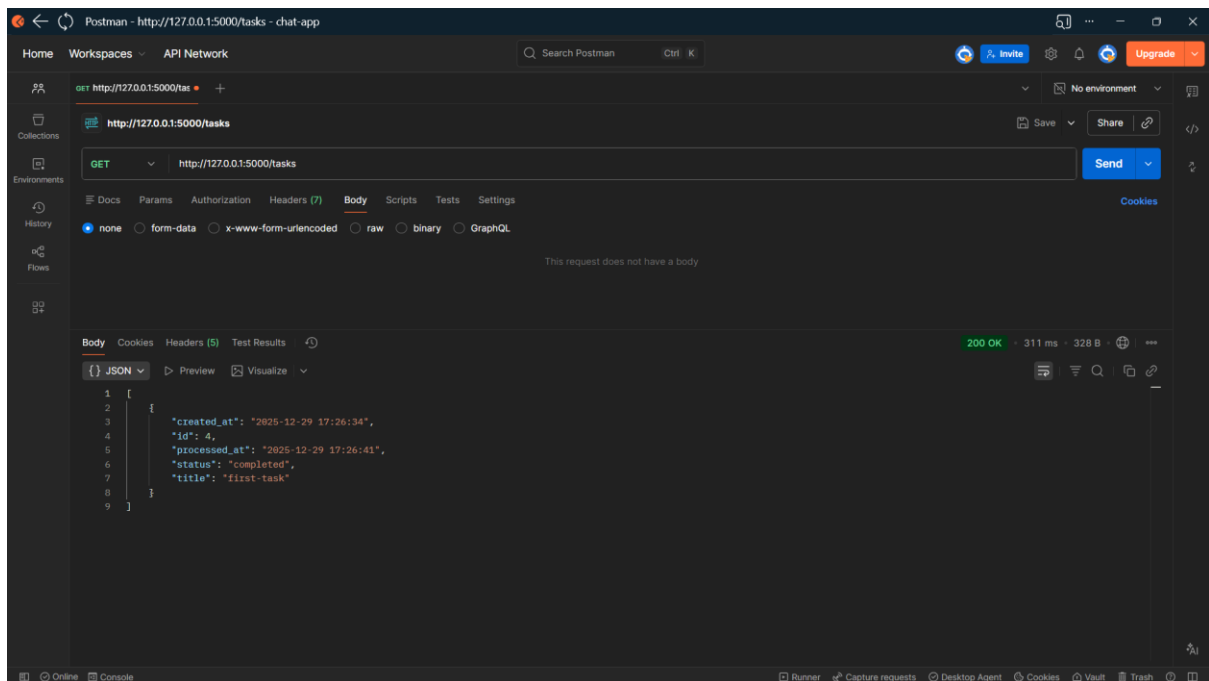 Postman - http://127.0.0.1:5000/tasks - chat-app
Home Workspaces API Network Search Postman Ctrl K Invite Upgrade
GET http://127.0.0.1:5000/tas No environment
http://127.0.0.1:5000/tasks Save Share
Collections
GET http://127.0.0.1:5000/tasks Send
Environments
Docs Params Authorization Headers (7) Body Scripts Tests Settings Cookies
History
none form-data x-www-form-urlencoded raw binary GraphQL
This request does not have a body
Flows
Body Cookies Headers (5) Test Results 200 OK 311 ms 328 B
{} JSON Preview Visualize
1 [
2 {
3 "created_at": "2025-12-29 17:26:34",
4 "id": 4,
5 "processed_at": "2025-12-29 17:26:41",
6 "status": "completed",
7 "title": "first-task"
8 }
9 ]
AI
Online Console Runner Capture requests Desktop Agent Cookies Vault Trash